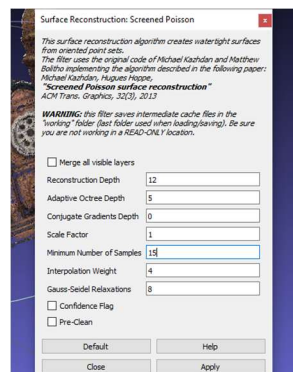 Surface Reconstruction: Screened Poisson
x
This surface reconstruction algorithm creates watertight surfaces
from oriented point sets.
The filter uses the original code of Michael Kazhdan and Matthew
Bolitho implementing the algorithm described in the following paper:
Michael Kazhdan, Hugues Hoppe,
"Screened Poisson surface reconstruction"
ACM Trans. Graphics, 32(3), 2013
WARNING: this filter saves intermediate cache files in the
"working" folder (last folder used when loading/saving). Be sure
you are not working in a READ-ONLY location.
Merge all visible layers
Reconstruction Depth 12
Adaptive Octree Depth 5
Conjugate Gradients Depth 0
Scale Factor 1
Minimum Number of Samples 15
Interpolation Weight 4
Gauss-Seidel Relaxations 8
Confidence Flag
Pre-Clean
Default Help
Close Apply